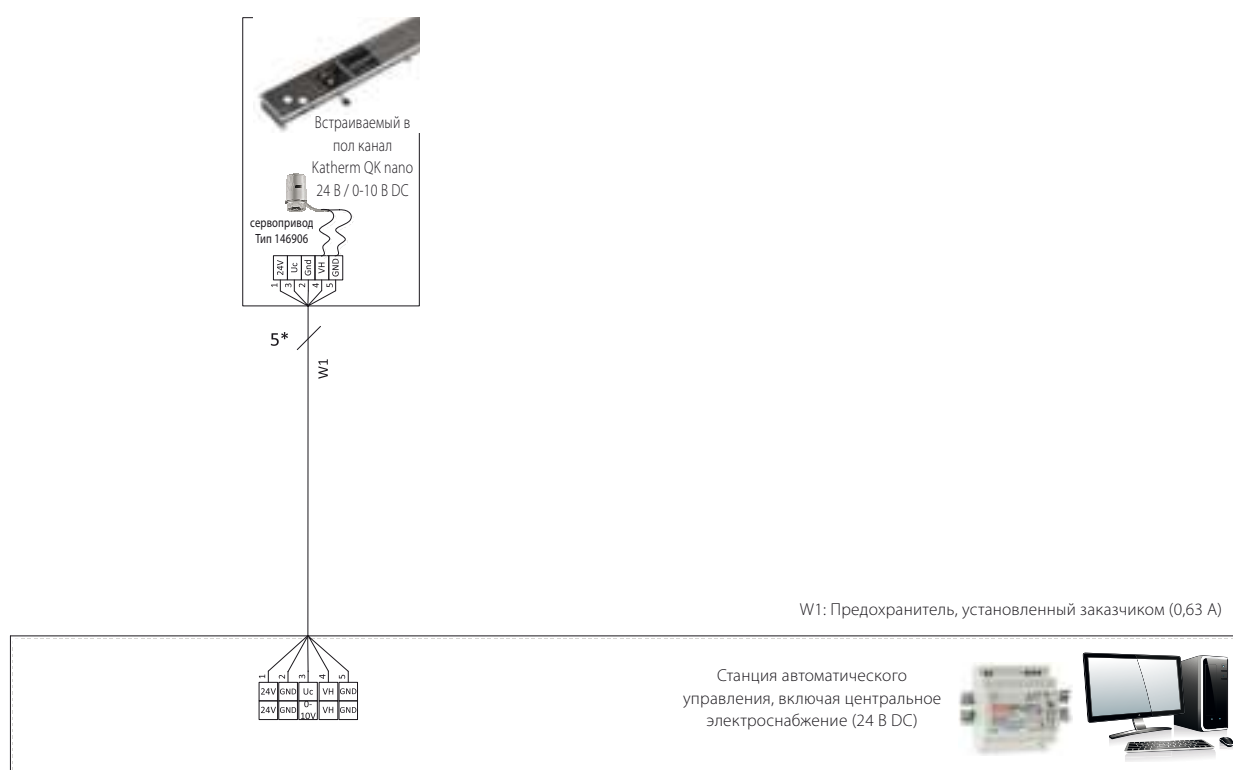 Встраиваемый в
пол канал
Katherm QK nano
24 В / 0-10 В DC
сервопривод
Тип 146906
24V Uc Gnd VH GND
1 3 2 4 5
5*
W1
W1: Предохранитель, установленный заказчиком (0,63 А)
1 2 3 4 5
24V GND Uc VH GND
24V GND 0-10V VH GND
Станция автоматического
управления, включая центральное
электроснабжение (24 В DC)